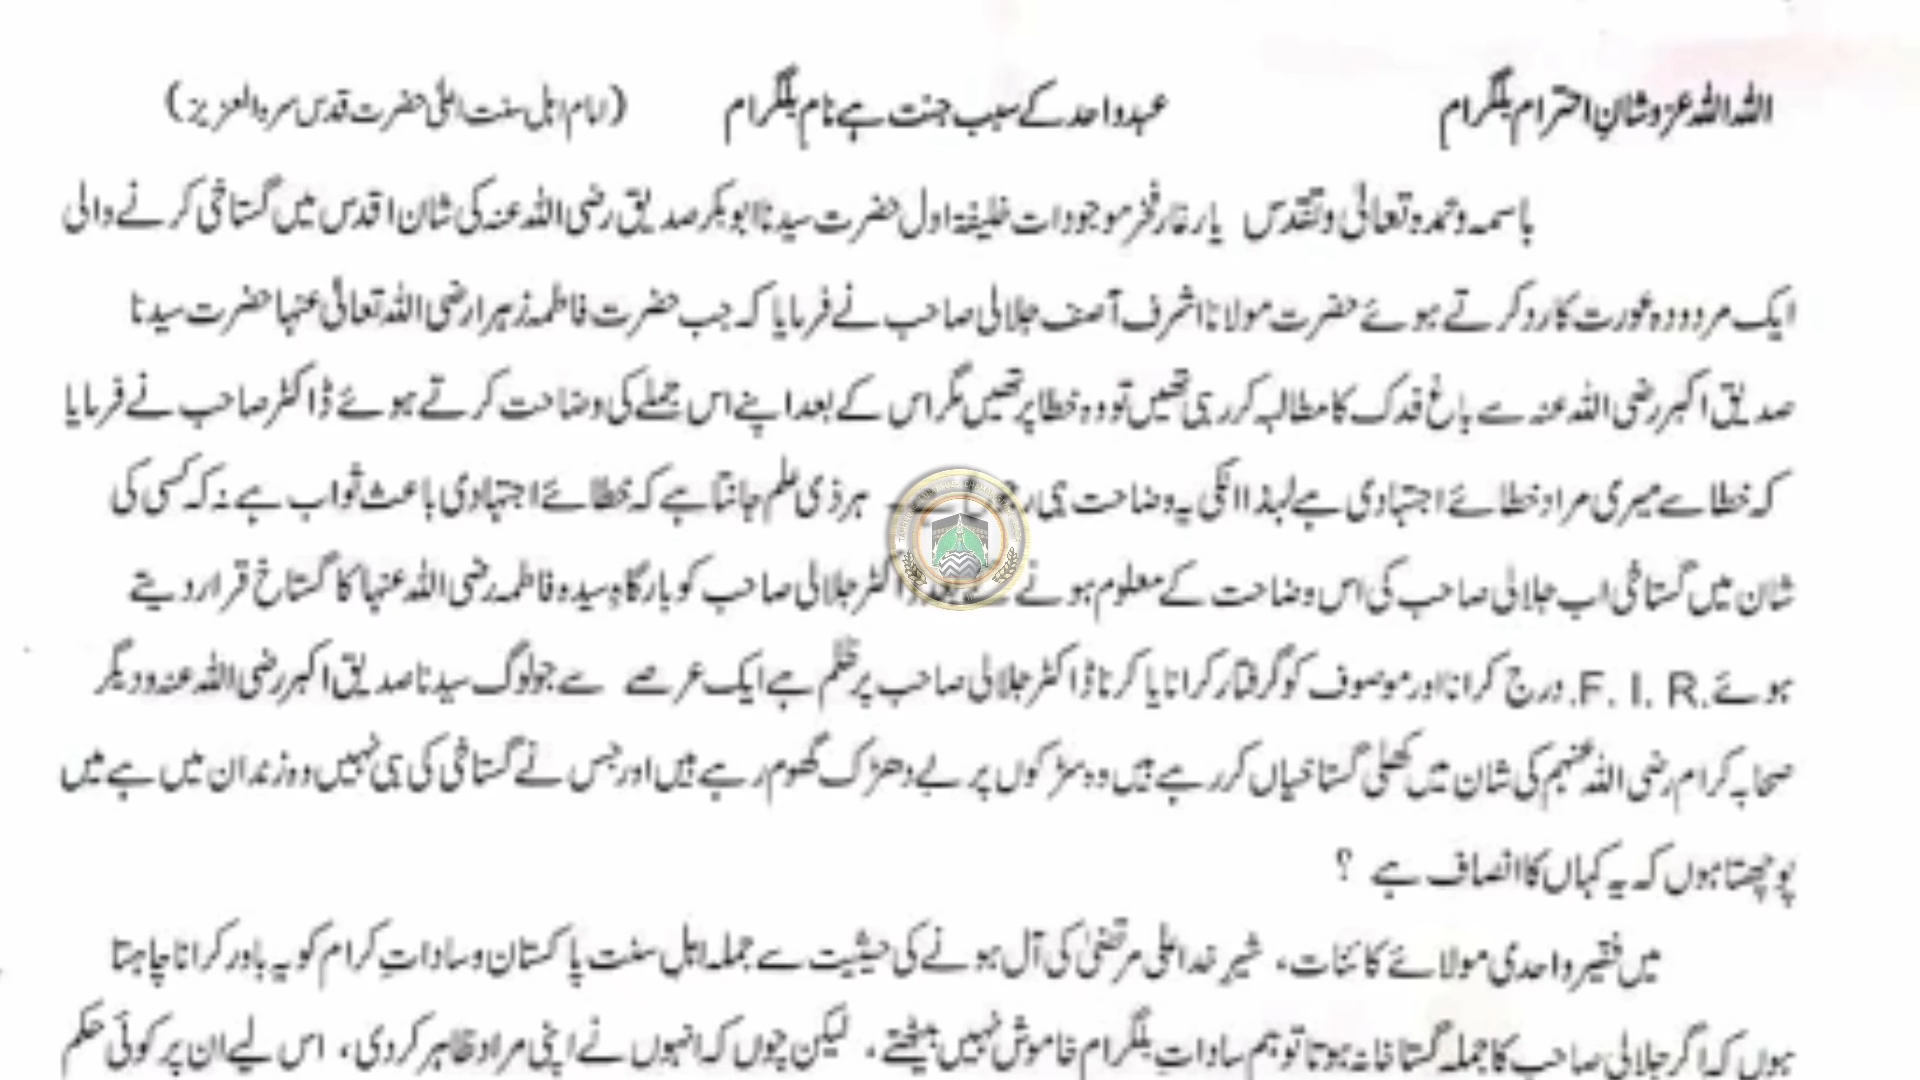 اللہ اللہ عز و شانِ احترام بلگرام عبد واحد کے سبب جنت ہے نام بلگرام (امام اہل سنت اعلیٰ حضرت قدس سرہ العزیز)
باسمہ وحمدہ تعالیٰ وتقدس یار غار فخر موجودات خلیفۂ اول حضرت سیدنا ابو بکر صدیق رضی اللہ عنہ کی شان اقدس میں گستاخی کرنے والی
ایک مردودہ عورت کا رد کرتے ہوئے حضرت مولانا اشرف آصف جلالی صاحب نے فرمایا کہ جب حضرت فاطمہ زہرا رضی اللہ تعالیٰ عنہا حضرت سیدنا
صدیق اکبر رضی اللہ عنہ سے باغ فدک کا مطالبہ کر رہی تھیں تو وہ خطا پر تھیں مگر اس کے بعد اپنے اس جملے کی وضاحت کرتے ہوئے ڈاکٹر صاحب نے فرمایا
کہ خطا سے میری مراد خطائے اجتہادی ہے لہٰذا انکی یہ وضاحت ہی ہر ذی علم جانتا ہے کہ خطائے اجتہادی باعث ثواب ہے نہ کہ کسی کی
شان میں گستاخی اب جلالی صاحب کی اس وضاحت کے معلوم ہونے ڈاکٹر جلالی صاحب کو بارگاہِ سیدہ فاطمہ رضی اللہ عنہا کا گستاخ قرار دیتے
ہوئے F. I. R. درج کرانا اور موصوف کو گرفتار کرانا یا کرنا ڈاکٹر جلالی صاحب پر ظلم ہے ایک عرصے سے جو لوگ سیدنا صدیق اکبر رضی اللہ عنہ و دیگر
صحابہ کرام رضی اللہ عنہم کی شان میں کھلی گستاخیاں کر رہے ہیں وہ سڑکوں پر بے دھڑک گھوم رہے ہیں اور جس نے گستاخی کی ہی نہیں وہ زندان میں ہے میں
پوچھتا ہوں کہ یہ کہاں کا انصاف ہے ؟
میں فقیر واحدی مولائے کائنات، شیر خدا علی مرتضیٰ کی آل ہونے کی حیثیت سے جملہ اہلِ سنت پاکستان و ساداتِ کرام کو یہ باور کرانا چاہتا
ہوں کہ اگر جلالی صاحب کا جملہ گستاخانہ ہوتا تو ہم ساداتِ بلگرام خاموش نہیں بیٹھتے، لیکن چوں کہ انہوں نے اپنی مراد ظاہر کر دی، اس لیے ان پر کوئی حکم